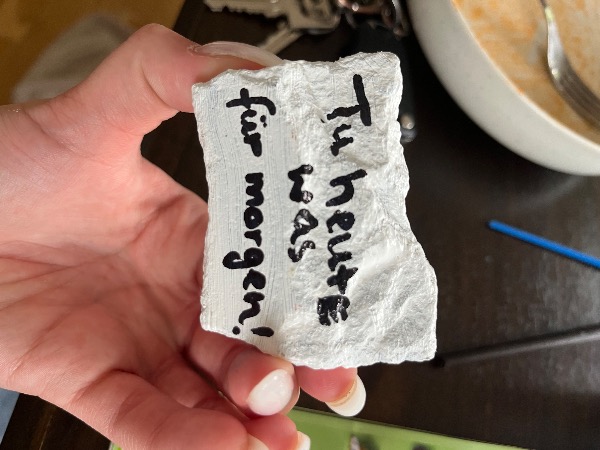 Tu heute
was
für morgen!